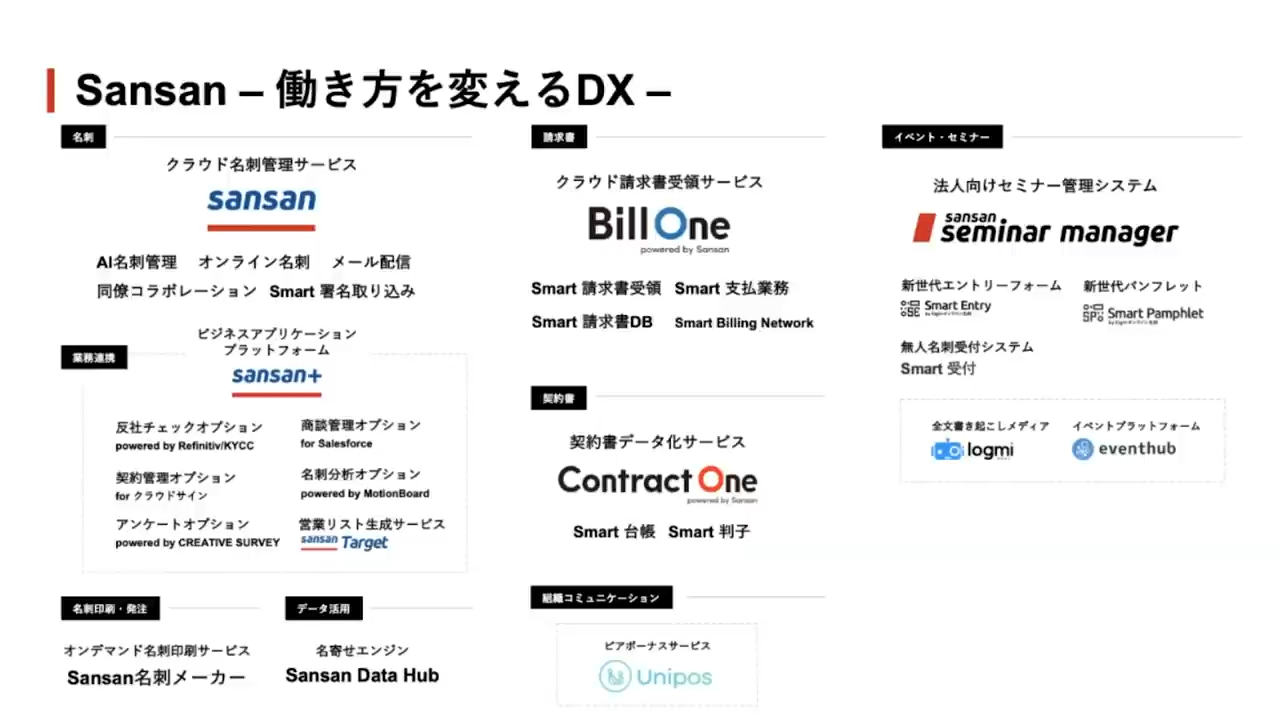 Sansan – 働き方を変えるDX –
名刺
クラウド名刺管理サービス
sansan
AI名刺管理 オンライン名刺 メール配信
同僚コラボレーション Smart 署名取り込み
業務連携
ビジネスアプリケーション
プラットフォーム
sansan+
反社チェックオプション
powered by Refinitiv/KYCC
商談管理オプション
for Salesforce
契約管理オプション
for クラウドサイン
名刺分析オプション
powered by MotionBoard
アンケートオプション
powered by CREATIVE SURVEY
営業リスト生成サービス
sansan Target
名刺印刷・発注
オンデマンド名刺印刷サービス
Sansan名刺メーカー
データ活用
名寄せエンジン
Sansan Data Hub
請求書
クラウド請求書受領サービス
Bill One
powered by Sansan
Smart 請求書受領 Smart 支払業務
Smart 請求書DB Smart Billing Network
契約書
契約書データ化サービス
Contract One
powered by Sansan
Smart 台帳 Smart 判子
組織コミュニケーション
ピアボーナスサービス
Unipos
イベント・セミナー
法人向けセミナー管理システム
sansan
seminar manager
新世代エントリーフォーム
Smart Entry
新世代パンフレット
Smart Pamphlet
無人名刺受付システム
Smart 受付
全文書き起こしメディア
logmi
イベントプラットフォーム
eventhub